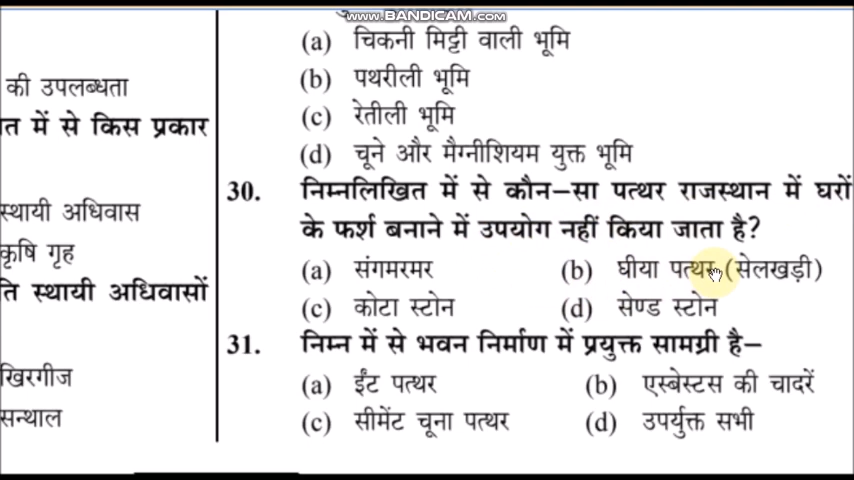 www.BANDICAM.com
की उपलब्धता
त में से किस प्रकार
स्थायी अधिवास
कृषि गृह
ति स्थायी अधिवासों
खिरगीज
सन्थाल
(a) चिकनी मिट्टी वाली भूमि
(b) पथरीली भूमि
(c) रेतीली भूमि
(d) चूने और मैग्नीशियम युक्त भूमि
30. निम्नलिखित में से कौन–सा पत्थर राजस्थान में घरों
के फर्श बनाने में उपयोग नहीं किया जाता है?
(a) संगमरमर (b) घीया पत्थर (सेलखड़ी)
(c) कोटा स्टोन (d) सेण्ड स्टोन
31. निम्न में से भवन निर्माण में प्रयुक्त सामग्री है–
(a) ईंट पत्थर (b) एस्बेस्टस की चादरें
(c) सीमेंट चूना पत्थर (d) उपर्युक्त सभी